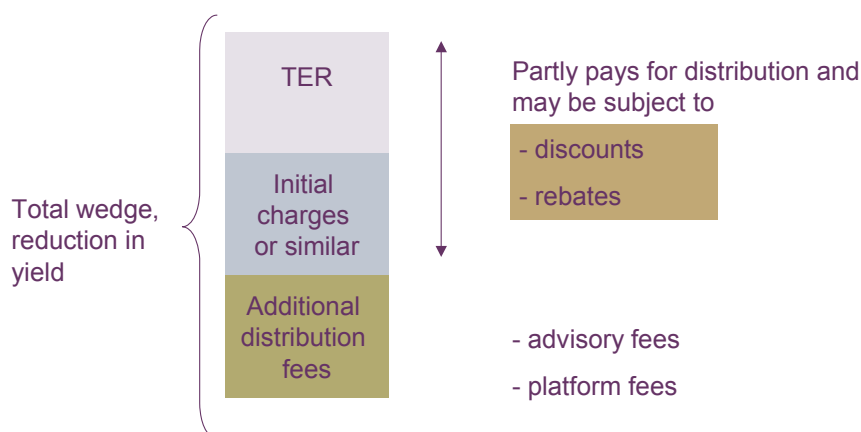 Total wedge,
reduction in
yield
TER
Initial
charges
or similar
Additional
distribution
fees
Partly pays for distribution and
may be subject to
- discounts
- rebates
- advisory fees
- platform fees